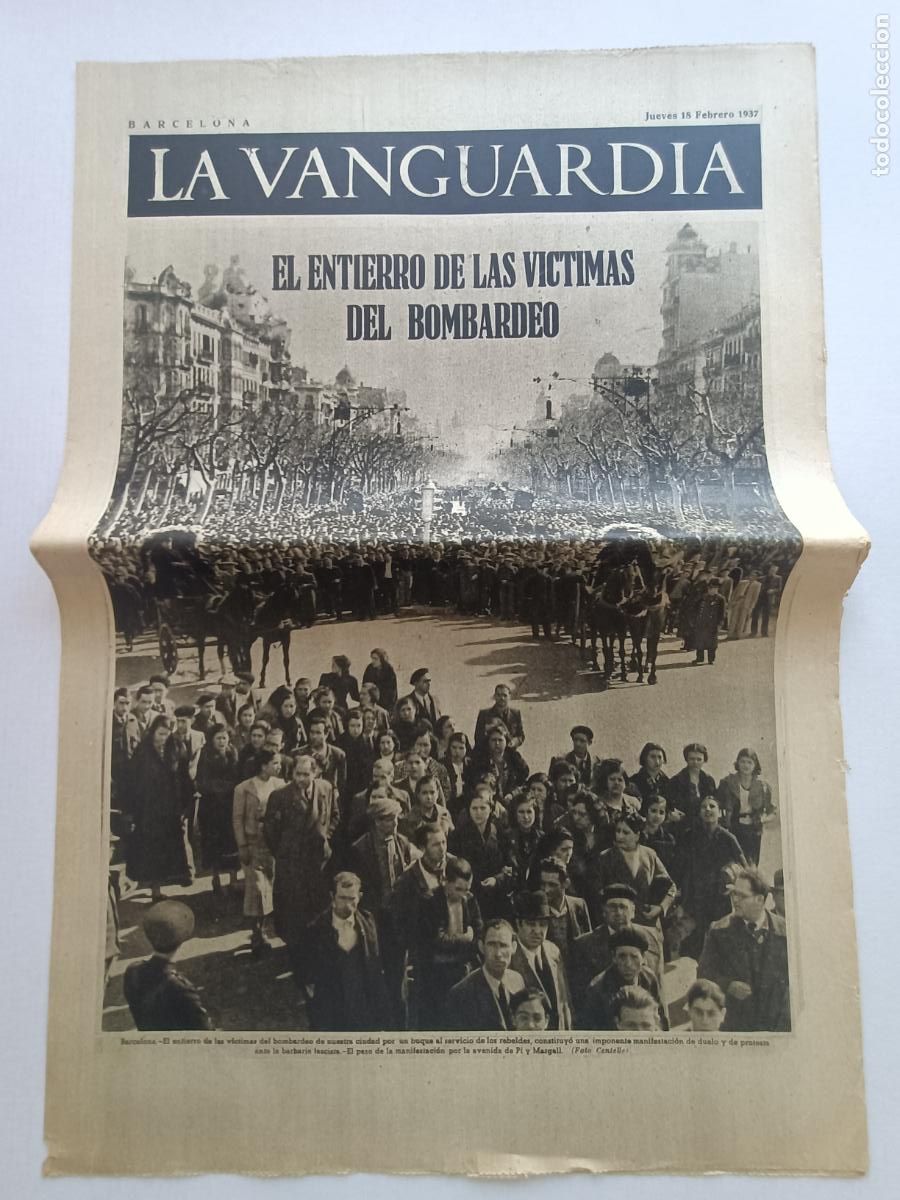 BARCELONA
Jueves 18 Febrero 1937
LA VANGUARDIA
EL ENTIERRO DE LAS VICTIMAS
DEL BOMBARDEO
Barcelona.-El entierro de las víctimas del bombardeo de nuestra ciudad por un buque al servicio de los rebeldes, constituyó una imponente manifestación de duelo y de protesta
ante la barbarie fascista.-El paso de la manifestación por la avenida de Pi y Margall. (Foto Centelles)
todocoleccion